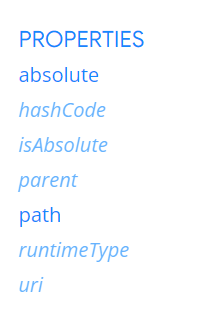 PROPERTIES
absolute
hashCode
isAbsolute
parent
path
runtimeType
uri